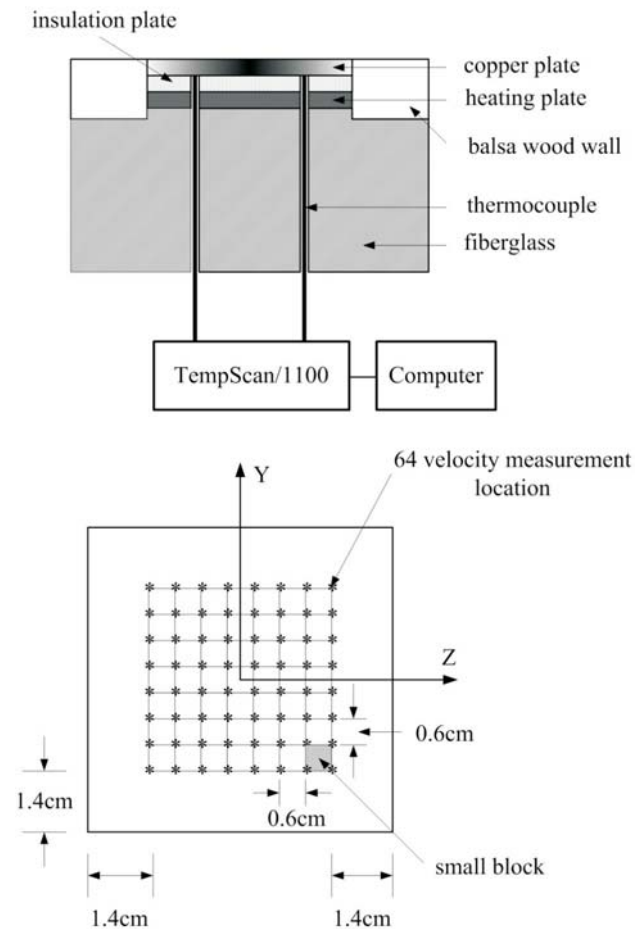 insulation plate
copper plate
heating plate
balsa wood wall
thermocouple
fiberglass
TempScan/1100
Computer
64 velocity measurement
location
Y
Z
0.6cm
1.4cm
0.6cm
small block
1.4cm
1.4cm